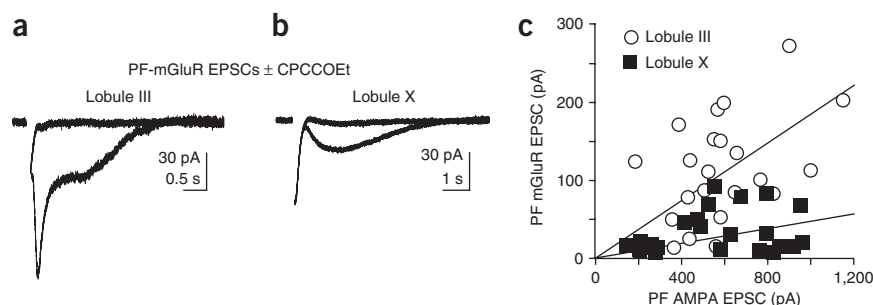 a
b
c
PF-mGluR EPSCs ± CPCCOEt
Lobule III
Lobule X
30 pA
0.5 s
30 pA
1 s
Lobule III
Lobule X
PF mGluR EPSC (pA)
300
200
100
0
0
400
800
1,200
PF AMPA EPSC (pA)